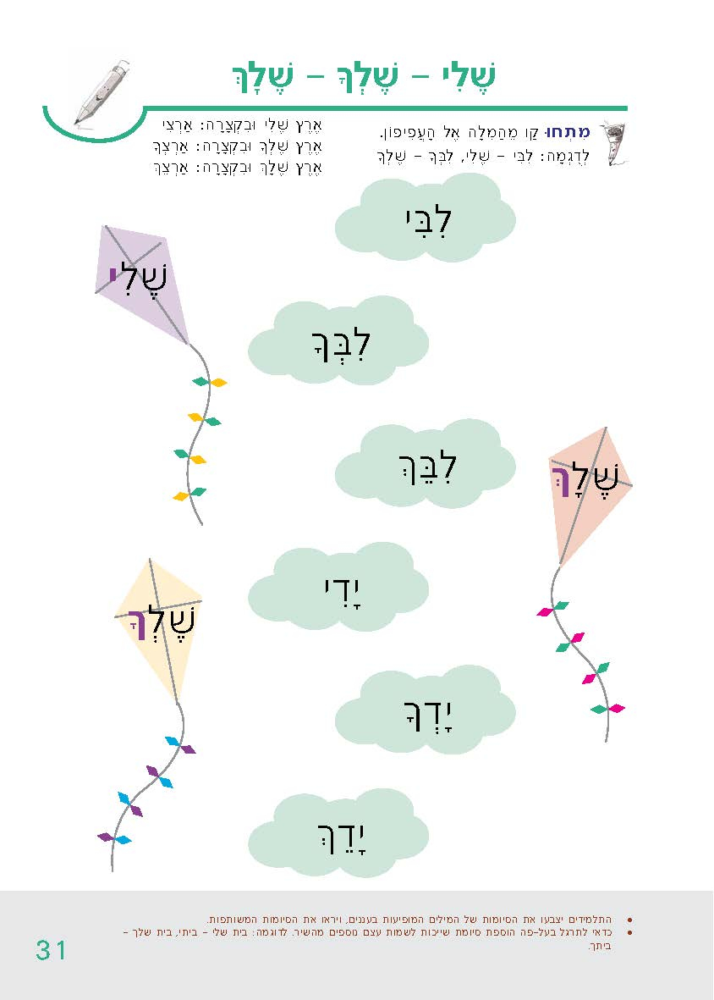 שֶׁלִי – שֶׁלְךָ – שֶׁלָךְ
מִתְחוּ קַו מֵהַמִלָה אֶל הָעֲפִיפוֹן.
לְדֻגְמָה: לִבִּי – שֶׁלִי, לִבְּךָ – שֶׁלְךָ
אֶרֶץ שֶׁלִי וּבִקְצָרָה: אַרְצִי
אֶרֶץ שֶׁלְךָ וּבִקְצָרָה: אַרְצְךָ
אֶרֶץ שֶׁלָךְ וּבִקְצָרָה: אַרְצֵךְ
לִבִּי
שֶׁלִי
לִבְּךָ
לִבֵּךְ
שֶׁלָךְ
יָדִי
שֶׁלְךָ
יָדְךָ
יָדֵךְ
• התלמידים יצבעו את הסיומות של המילים המופיעות בעננים, ויראו את הסיומות המשותפות.
• כדאי לתרגל בעל-פה הוספת סיומת שייכות לשמות עצם נוספים מהשיר. לדוגמה: בית שלי – ביתי, בית שלך –
ביתך.
31